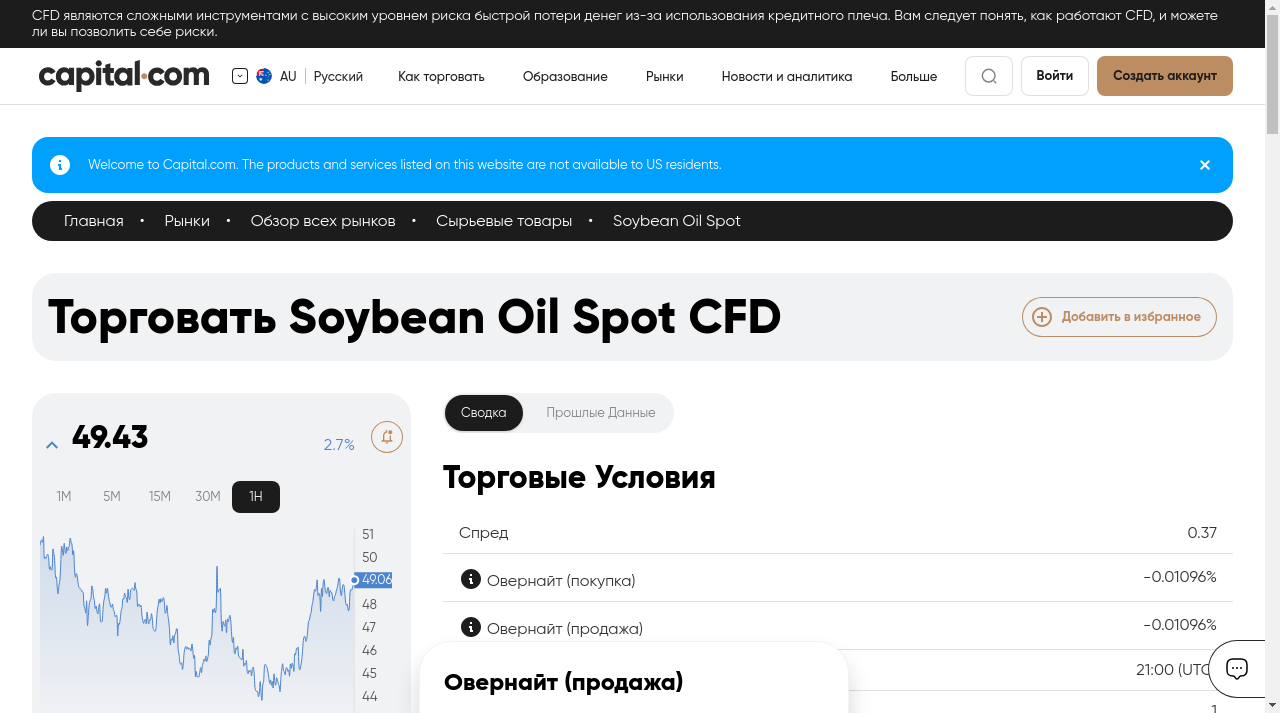 CFD являются сложными инструментами с высоким уровнем риска быстрой потери денег из-за использования кредитного плеча. Вам следует понять, как работают CFD, и можете
ли вы позволить себе риски.
capital.com
AU
Русский
Как торговать
Образование
Рынки
Новости и аналитика
Больше
Войти
Создать аккаунт
Welcome to Capital.com. The products and services listed on this website are not available to US residents.
Главная • Рынки • Обзор всех рынков • Сырьевые товары • Soybean Oil Spot
Торговать Soybean Oil Spot CFD
Добавить в избранное
49.43
2.7%
1M 5M 15M 30M 1H
51
50
49.06
48
47
46
45
44
Сводка
Прошлые Данные
Торговые Условия
Спред 0.37
Овернайт (покупка) -0.01096%
Овернайт (продажа) -0.01096%
21:00 (UTC
1
Овернайт (продажа)